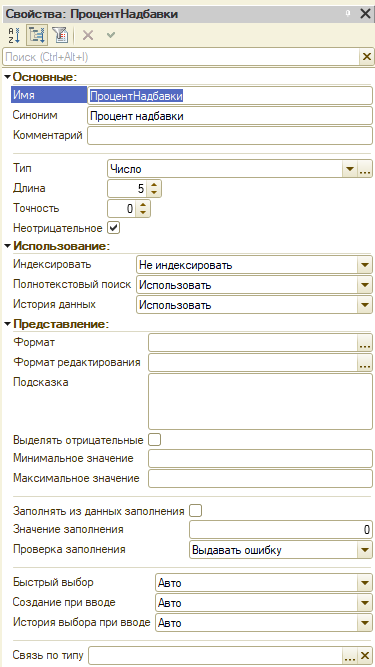 Свойства: ПроцентНадбавки
Поиск (Ctrl+Alt+I)
Основные:
Имя ПроцентНадбавки
Синоним Процент надбавки
Комментарий
Тип Число
Длина 5
Точность 0
Неотрицательное
Использование:
Индексировать Не индексировать
Полнотекстовый поиск Использовать
История данных Использовать
Представление:
Формат
Формат редактирования
Подсказка
Выделять отрицательные
Минимальное значение
Максимальное значение
Заполнять из данных заполнения
Значение заполнения 0
Проверка заполнения Выдавать ошибку
Быстрый выбор Авто
Создание при вводе Авто
История выбора при вводе Авто
Связь по типу